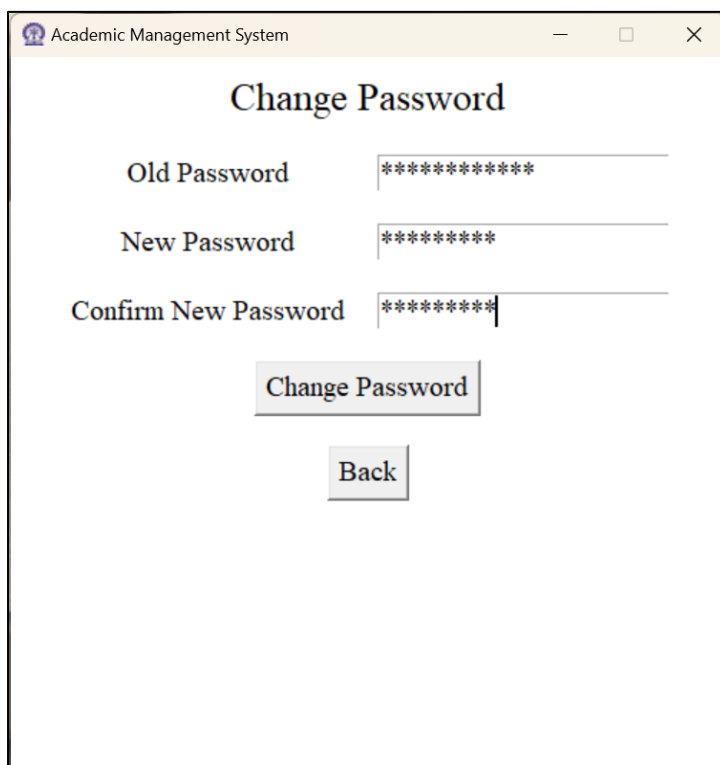 Academic Management System
Change Password
Old Password ************
New Password *********
Confirm New Password *********
Change Password
Back